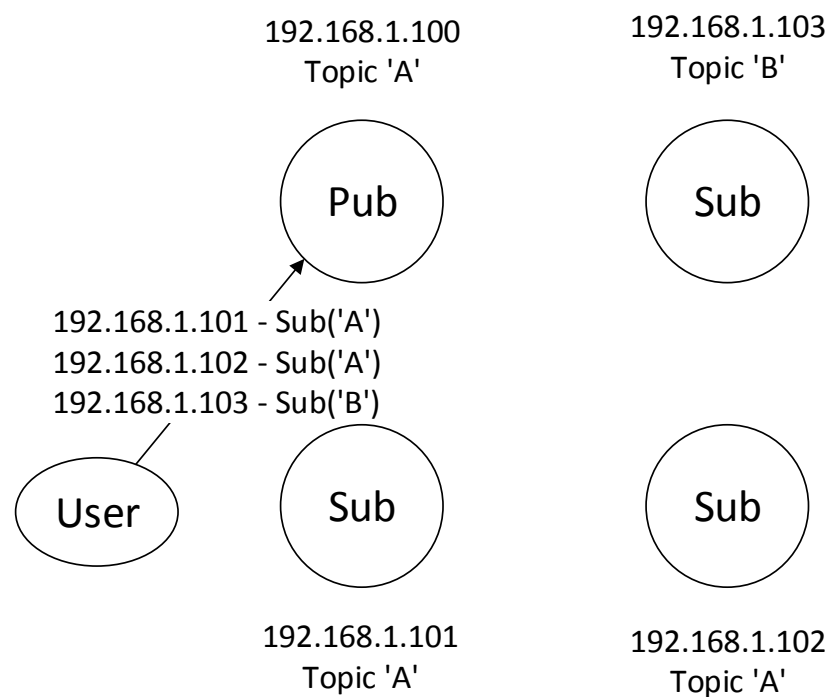 192.168.1.100
Topic 'A'
192.168.1.103
Topic 'B'
Pub
Sub
192.168.1.101 - Sub('A')
192.168.1.102 - Sub('A')
192.168.1.103 - Sub('B')
User
Sub
Sub
192.168.1.101
Topic 'A'
192.168.1.102
Topic 'A'